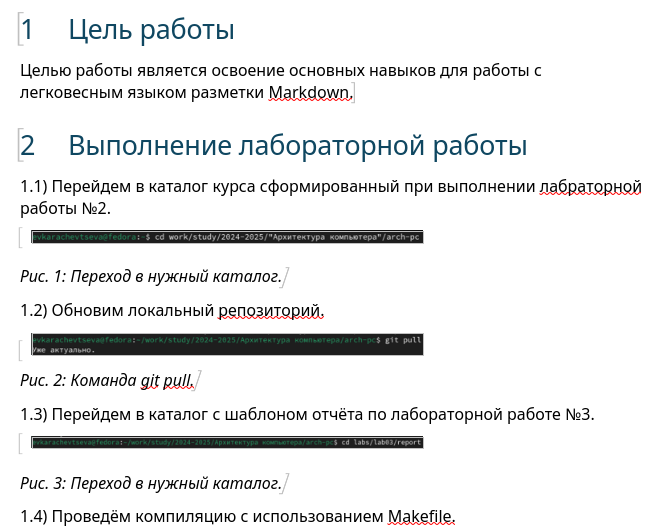 1 Цель работы
Целью работы является освоение основных навыков для работы с
легковесным языком разметки Markdown.
2 Выполнение лабораторной работы
1.1) Перейдем в каталог курса сформированный при выполнении лабраторной
работы №2.
evkarachevtseva@fedora:~$ cd work/study/2024-2025/"Архитектура компьютера"/arch-pc
Рис. 1: Переход в нужный каталог.
1.2) Обновим локальный репозиторий.
evkarachevtseva@fedora:~/work/study/2024-2025/Архитектура компьютера/arch-pc$ git pull
Уже актуально.
Рис. 2: Команда git pull.
1.3) Перейдем в каталог с шаблоном отчёта по лабораторной работе №3.
evkarachevtseva@fedora:~/work/study/2024-2025/Архитектура компьютера/arch-pc$ cd labs/lab03/report
Рис. 3: Переход в нужный каталог.
1.4) Проведём компиляцию с использованием Makefile.